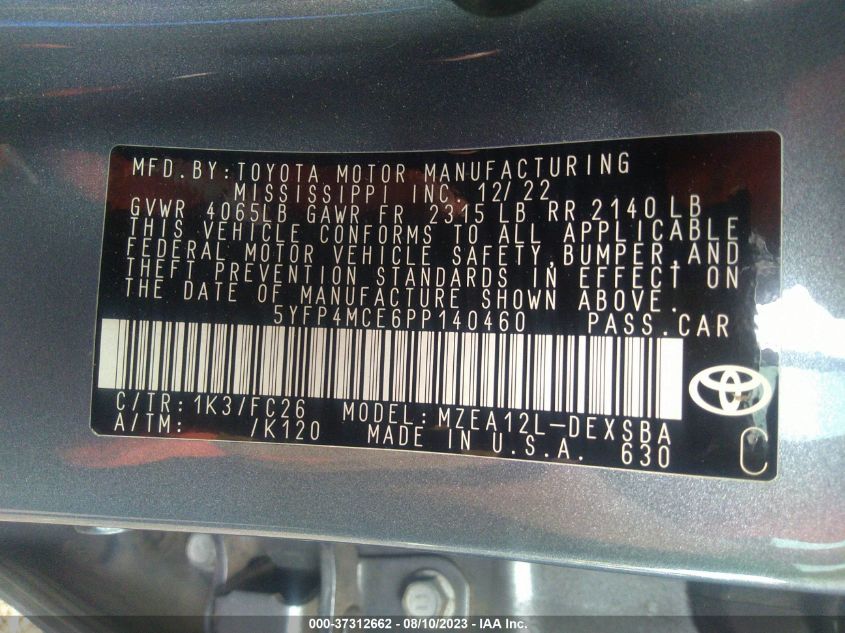 MFD.BY:TOYOTA MOTOR MANUFACTURING
MISSISSIPPI INC. 12/22
GVWR 4065LB GAWR FR 2315 LB RR 2140 LB
THIS VEHICLE CONFORMS TO ALL APPLICABLE
FEDERAL MOTOR VEHICLE SAFETY,BUMPER,AND
THEFT PREVENTION STANDARDS IN EFFECT ON
THE DATE OF MANUFACTURE SHOWN ABOVE.
5YFP4MCE6PP140460 PASS.CAR
C/TR: 1K3/FC26 MODEL: MZEA12L-DEXSBA
A/TM: /K120 MADE IN U.S.A. 630
C
000-37312662 - 08/10/2023 - IAA Inc.